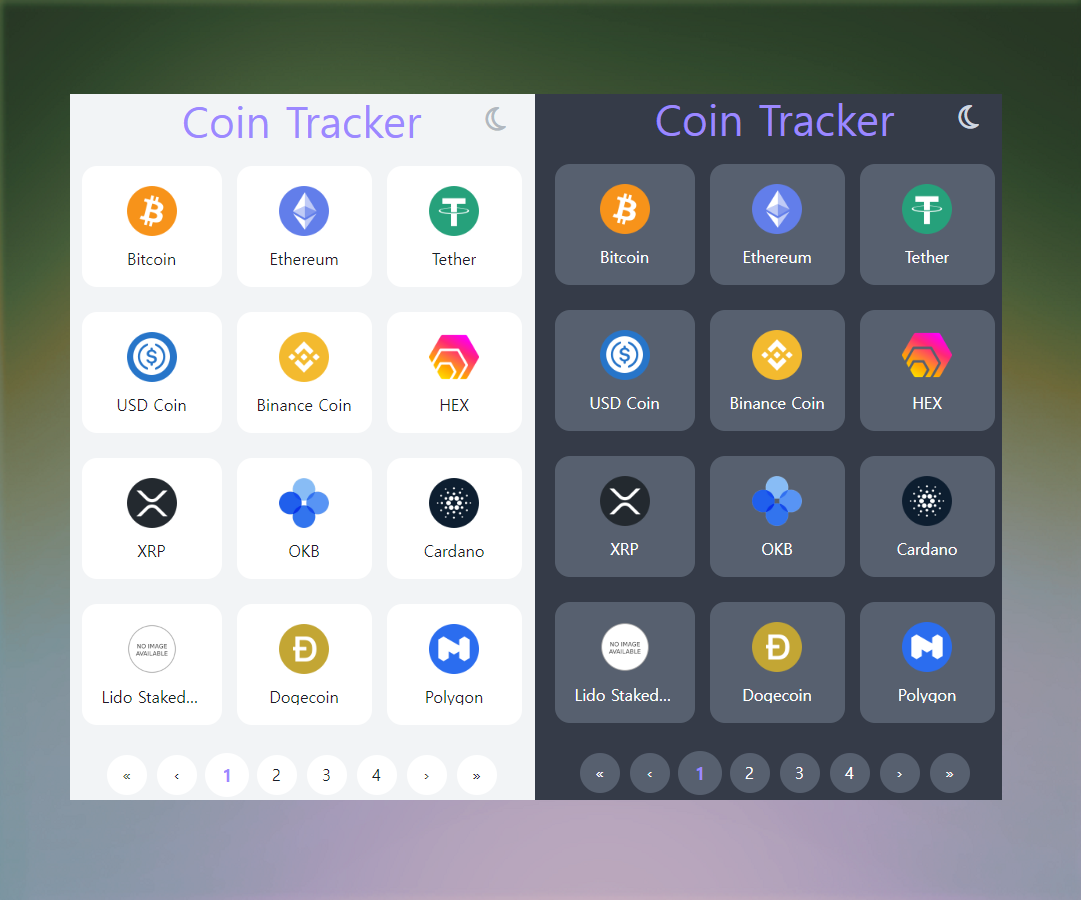 Coin Tracker
Bitcoin Ethereum Tether
USD Coin Binance Coin HEX
XRP OKB Cardano
NO IMAGE
AVAILABLE
Lido Staked... Dogecoin Polygon
« ‹ 1 2 3 4 › »
Coin Tracker
Bitcoin Ethereum Tether
USD Coin Binance Coin HEX
XRP OKB Cardano
NO IMAGE
AVAILABLE
Lido Staked... Dogecoin Polygon
« ‹ 1 2 3 4 › »